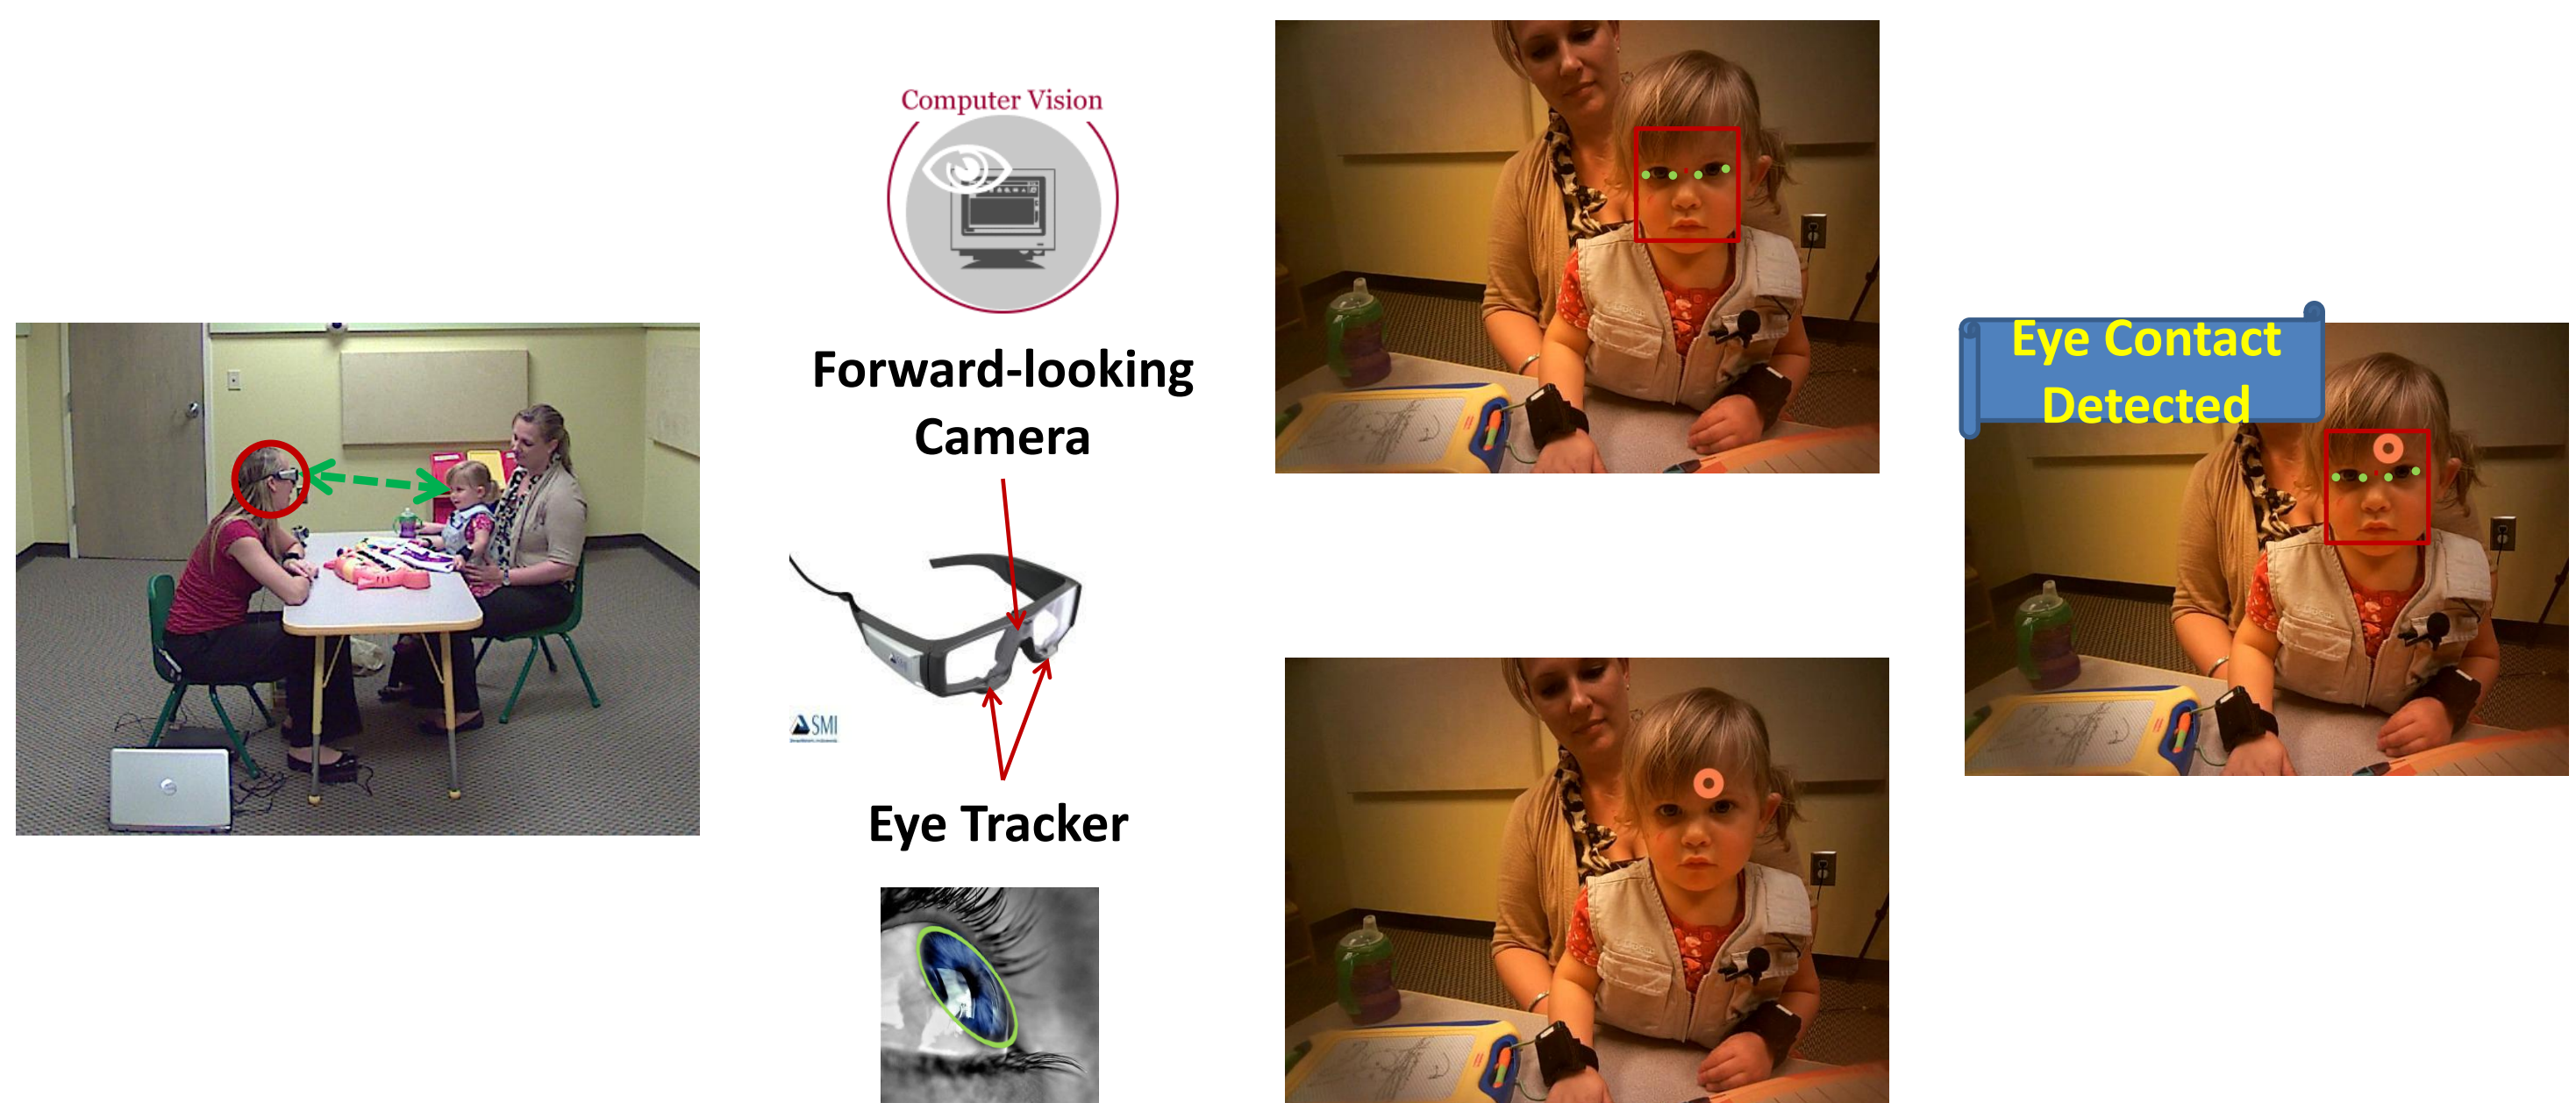 Computer Vision
Forward-looking
Camera
SMI
Eye Tracker
Eye Contact
Detected